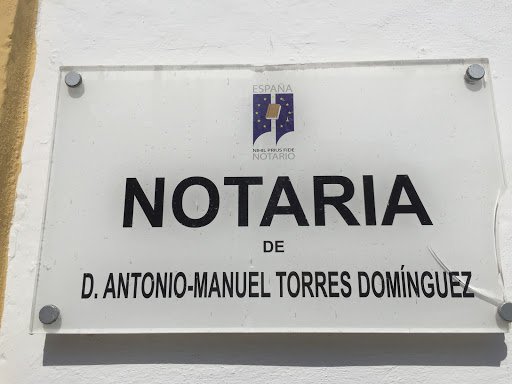 ESPAÑA
NIHIL PRIUS FIDE
NOTARIO
NOTARIA
DE
D. ANTONIO-MANUEL TORRES DOMÍNGUEZ